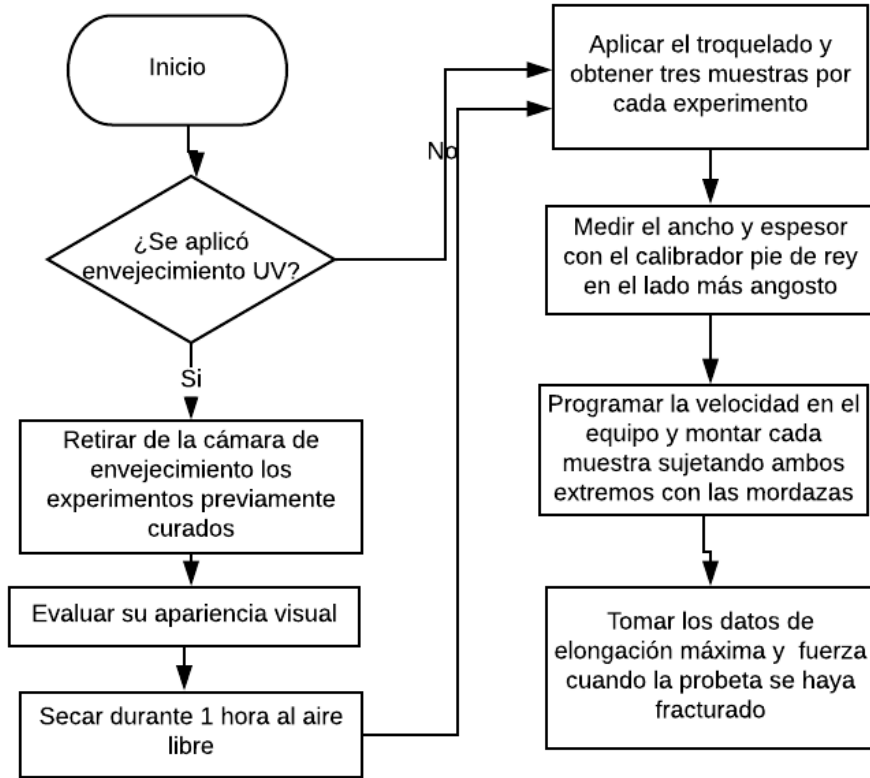 Inicio
¿Se aplicó
envejecimiento UV?
No
Si
Retirar de la cámara de
envejecimiento los
experimentos previamente
curados
Evaluar su apariencia visual
Secar durante 1 hora al aire
libre
Aplicar el troquelado y
obtener tres muestras por
cada experimento
Medir el ancho y espesor
con el calibrador pie de rey
en el lado más angosto
Programar la velocidad en el
equipo y montar cada
muestra sujetando ambos
extremos con las mordazas
Tomar los datos de
elongación máxima y  fuerza
cuando la probeta se haya
fracturado